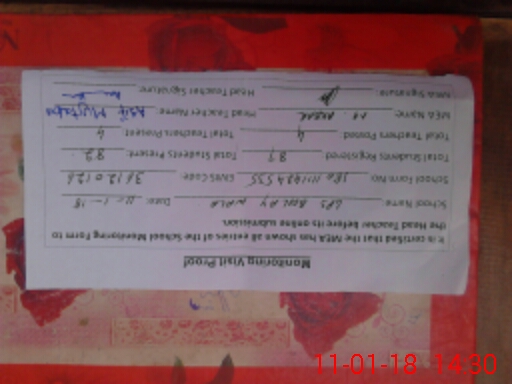 Monitoring Visit Proof
It is certified that the MEA has shown all entries of the School Monitoring Form to
the Head Teacher before its online submission.
School Name: GPS Date: 11-1-18
School Form No: EMIS Code:
Total Students Registered: 87 Total Students Present: 82
Total Teachers Posted: 4 Total Teachers Present: 4
MEA Name: Head Teacher Name:
MEA Signature: Head Teacher Signature:
11-01-18 14:30